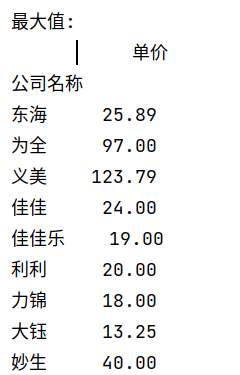 最大值:
单价
公司名称
东海 25.89
为全 97.00
义美 123.79
佳佳 24.00
佳佳乐 19.00
利利 20.00
力锦 18.00
大钰 13.25
妙生 40.00